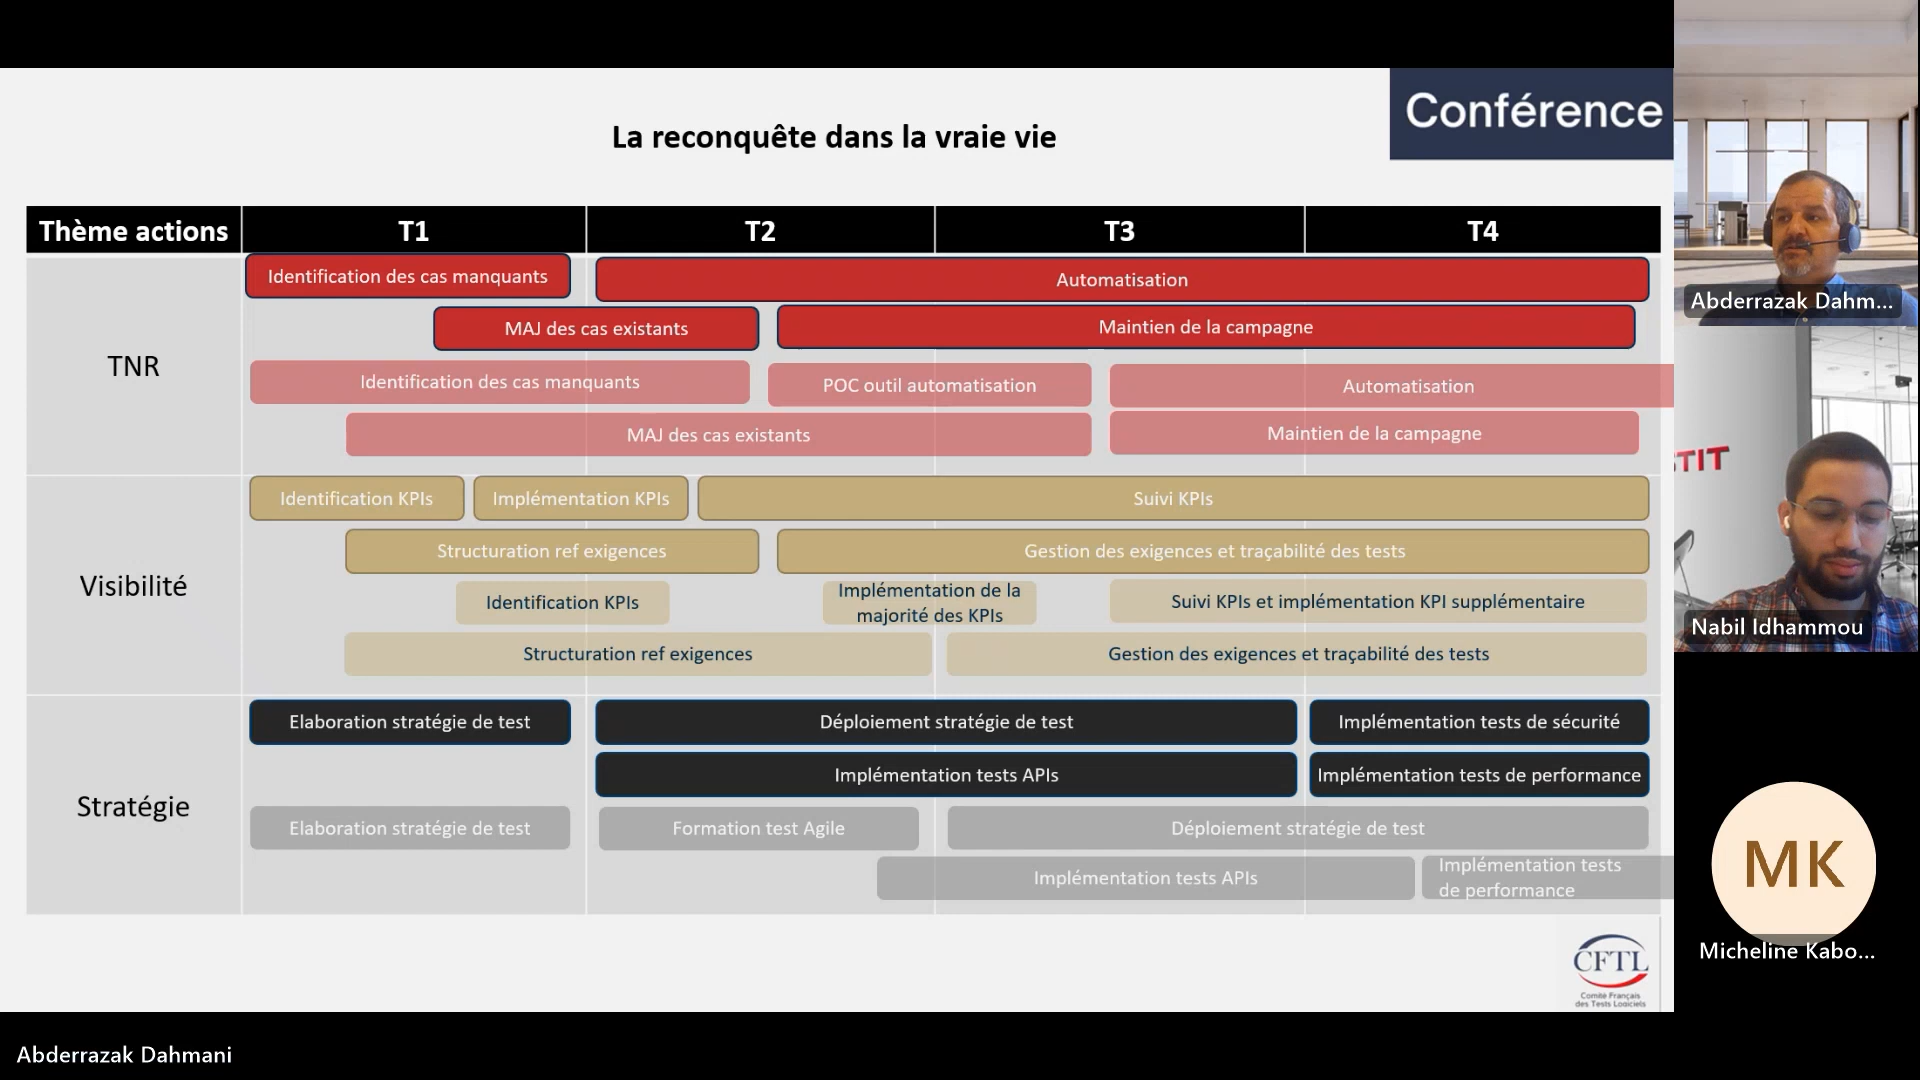 Conférence
La reconquête dans la vraie vie
Thème actions
T1
T2
T3
T4
TNR
Identification des cas manquants
Automatisation
MAJ des cas existants
Maintien de la campagne
Identification des cas manquants
POC outil automatisation
Automatisation
MAJ des cas existants
Maintien de la campagne
Visibilité
Identification KPIs
Implémentation KPIs
Suivi KPIs
Structuration ref exigences
Gestion des exigences et traçabilité des tests
Identification KPIs
Implémentation de la
majorité des KPIs
Suivi KPIs et implémentation KPI supplémentaire
Structuration ref exigences
Gestion des exigences et traçabilité des tests
Stratégie
Elaboration stratégie de test
Déploiement stratégie de test
Implémentation tests de sécurité
Implémentation tests APIs
Implémentation tests de performance
Elaboration stratégie de test
Formation test Agile
Déploiement stratégie de test
Implémentation tests APIs
Implémentation tests
de performance
CFTL
Comité Français
des Tests Logiciels
Abderrazak Dahm...
TIT
Nabil Idhammou
MK
Micheline Kabo...
Abderrazak Dahmani